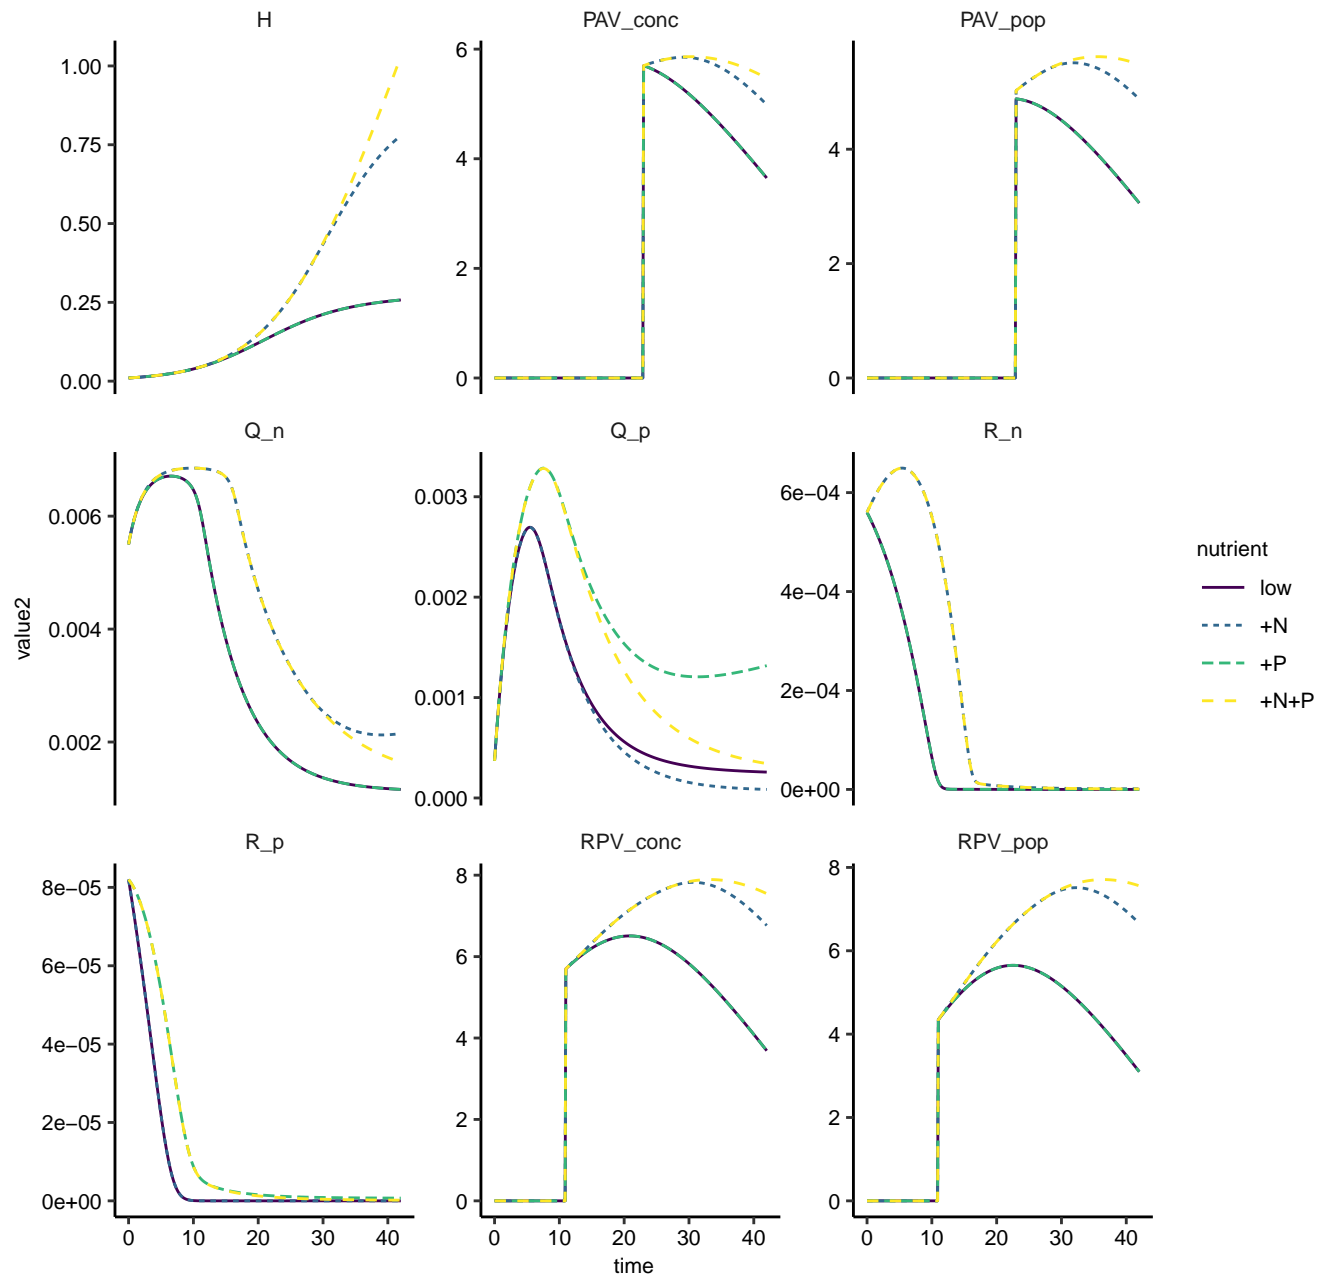 H
PAV_conc
PAV_pop
1.00
0.75
0.50
0.25
0.00
6
4
2
0
4
2
0
Q_n
Q_p
R_n
0.006
0.004
0.002
0.003
0.002
0.001
0.000
6e−04
4e−04
2e−04
0e+00
value2
nutrient
low
+N
+P
+N+P
R_p
RPV_conc
RPV_pop
8e−05
6e−05
4e−05
2e−05
0e+00
8
6
4
2
0
8
6
4
2
0
0 10 20 30 40
0 10 20 30 40
0 10 20 30 40
time